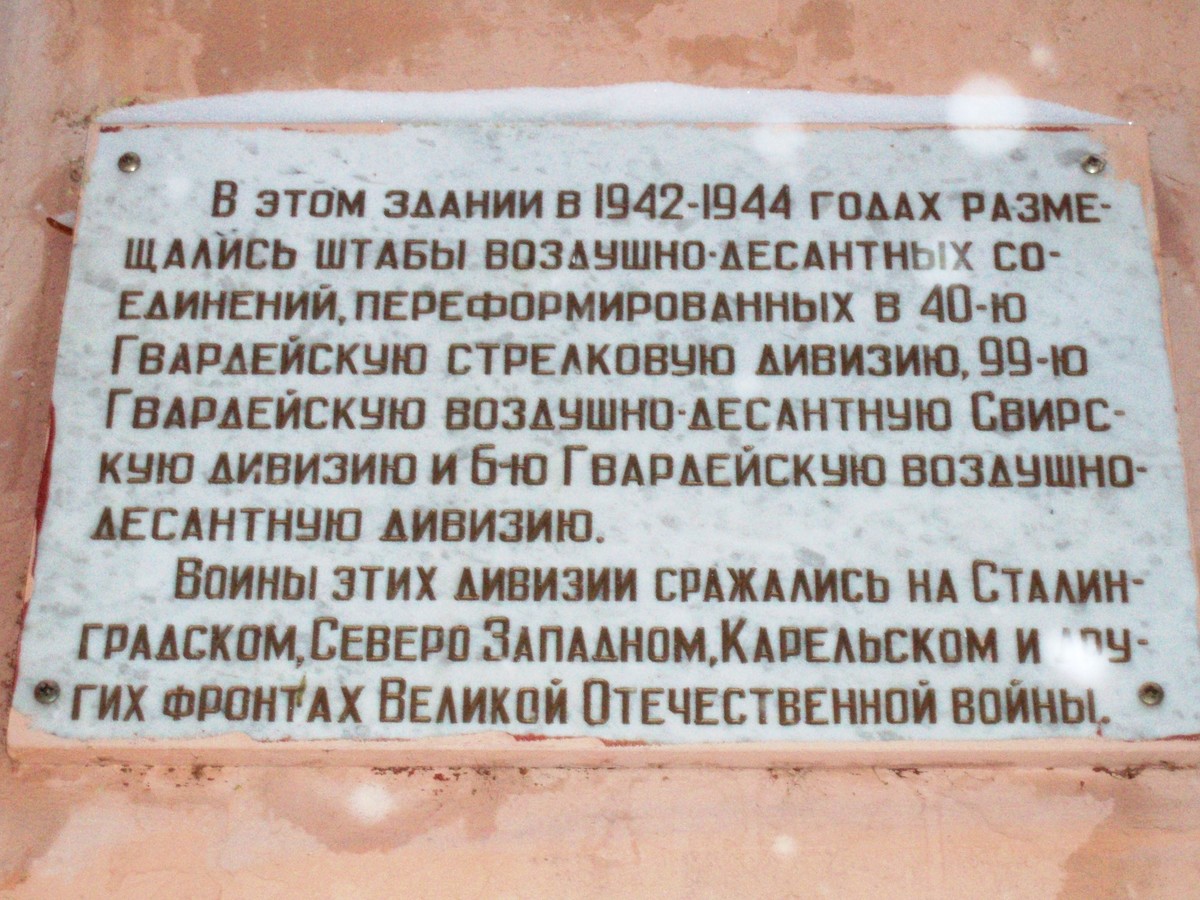 В ЭТОМ ЗДАНИИ В 1942-1944 ГОДАХ РАЗМЕ-
ЩАЛИСЬ ШТАБЫ ВОЗДУШНО-ДЕСАНТНЫХ СО-
ЕДИНЕНИЙ, ПЕРЕФОРМИРОВАННЫХ В 40-Ю
ГВАРДЕЙСКУЮ СТРЕЛКОВУЮ ДИВИЗИЮ, 99-Ю
ГВАРДЕЙСКУЮ ВОЗДУШНО-ДЕСАНТНУЮ СВИРС-
КУЮ ДИВИЗИЮ И 6-Ю ГВАРДЕЙСКУЮ ВОЗДУШНО-
ДЕСАНТНУЮ ДИВИЗИЮ.
ВОИНЫ ЭТИХ ДИВИЗИИ СРАЖАЛИСЬ НА СТАЛИН-
ГРАДСКОМ, СЕВЕРО ЗАПАДНОМ, КАРЕЛЬСКОМ И ДРУ-
ГИХ ФРОНТАХ ВЕЛИКОЙ ОТЕЧЕСТВЕННОЙ ВОЙНЫ.